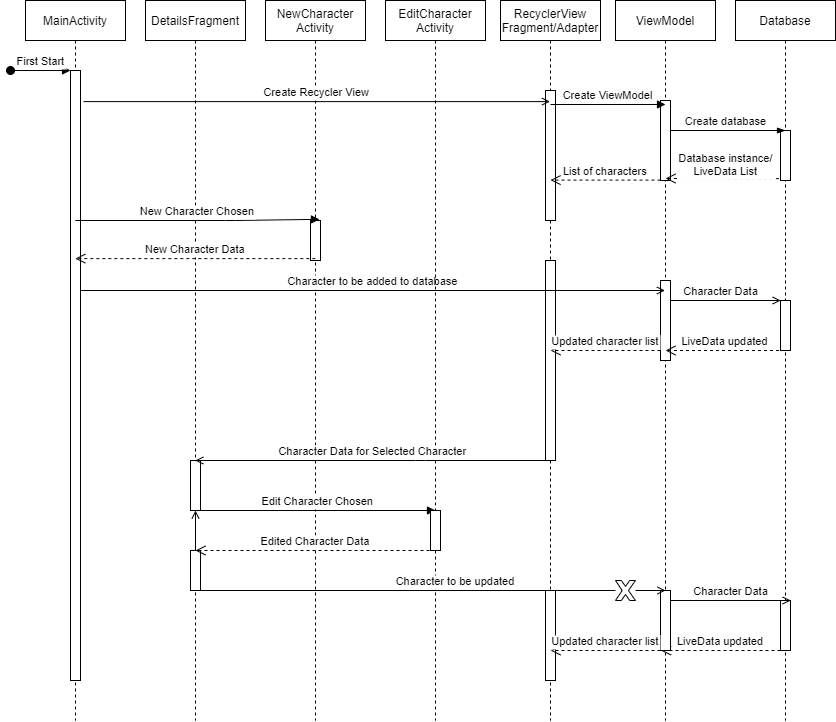 MainActivity
DetailsFragment
NewCharacter
Activity
EditCharacter
Activity
RecyclerView
Fragment/Adapter
ViewModel
Database
First Start
Create Recycler View
Create ViewModel
Create database
Database instance/
LiveData List
List of characters
New Character Chosen
New Character Data
Character to be added to database
Character Data
Updated character list
LiveData updated
Character Data for Selected Character
Edit Character Chosen
Edited Character Data
Character to be updated
Character Data
Updated character list
LiveData updated